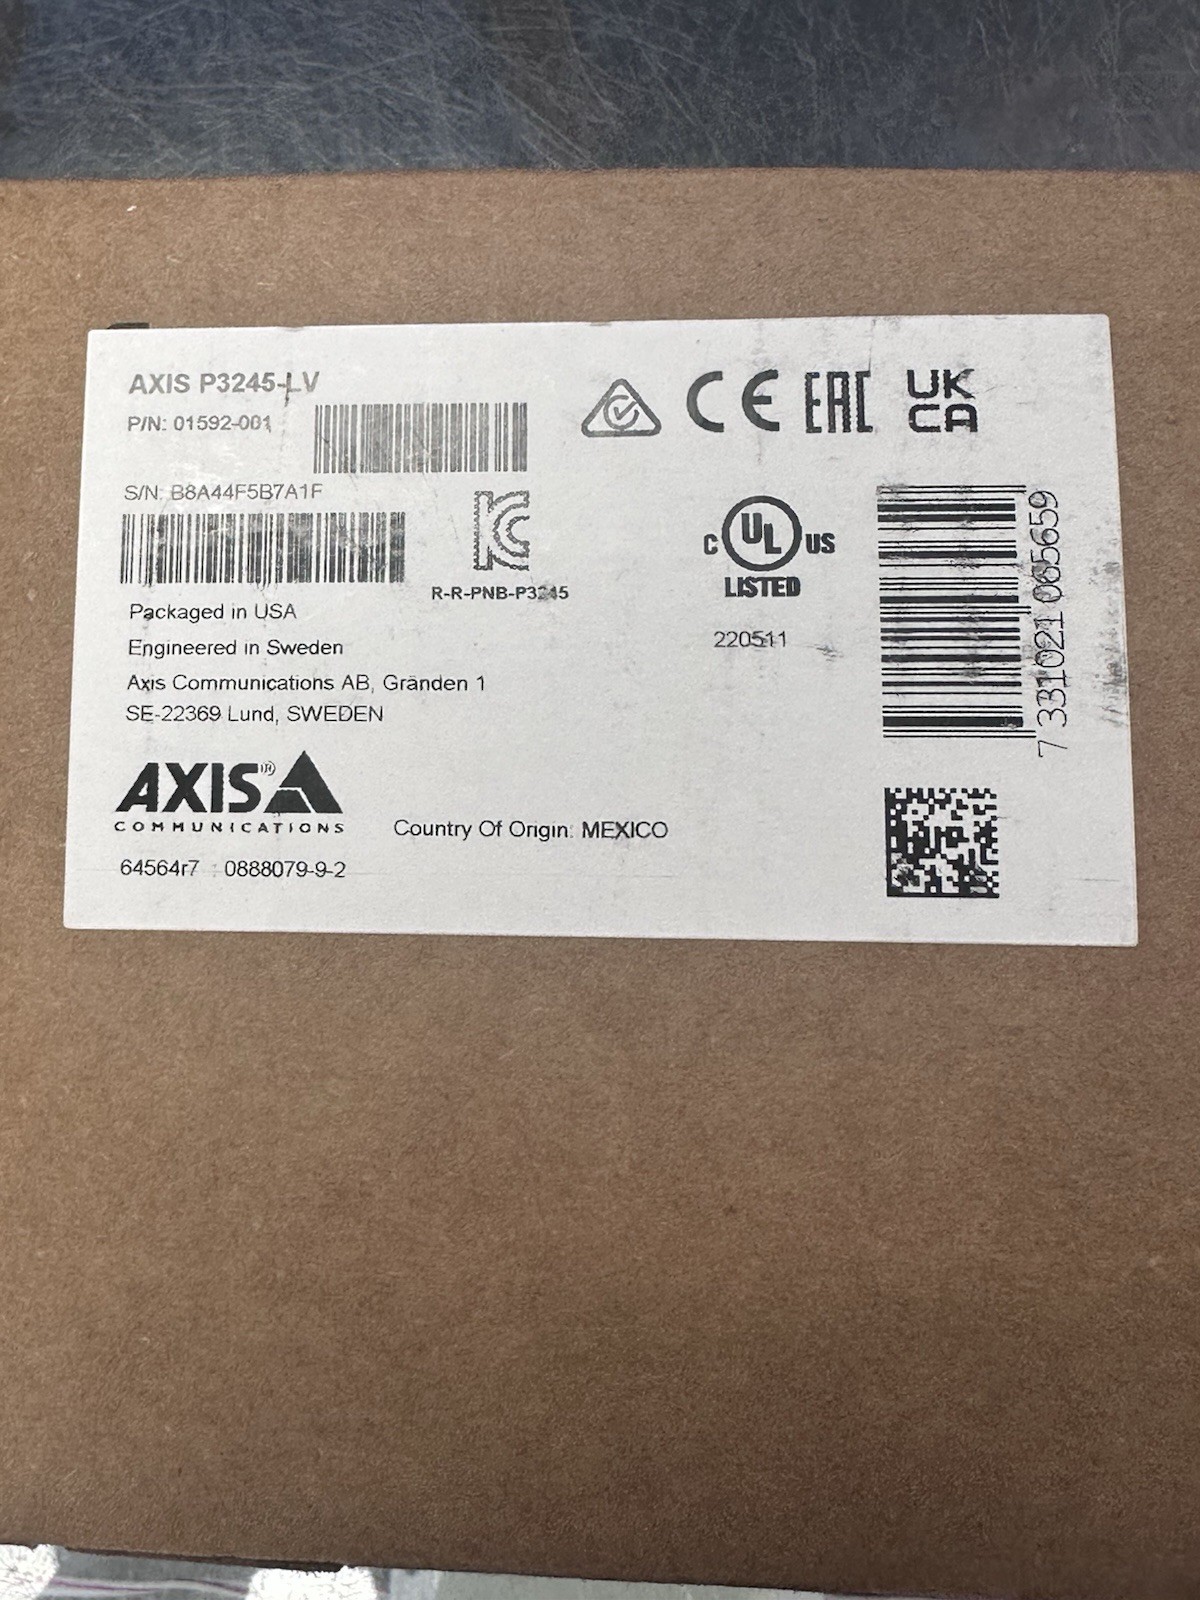 AXIS P3245-LV
P/N: 01592-001
S/N: B8A44F5B7A1F
R-R-PNB-P3245
Packaged in USA
Engineered in Sweden
Axis Communications AB, Gränden 1
SE-22369 Lund, SWEDEN
AXIS®
COMMUNICATIONS
64564r7 : 0888079-9-2
Country Of Origin: MEXICO
CE EAC UK
CA
C UL US
LISTED
220511
7 331021 065659